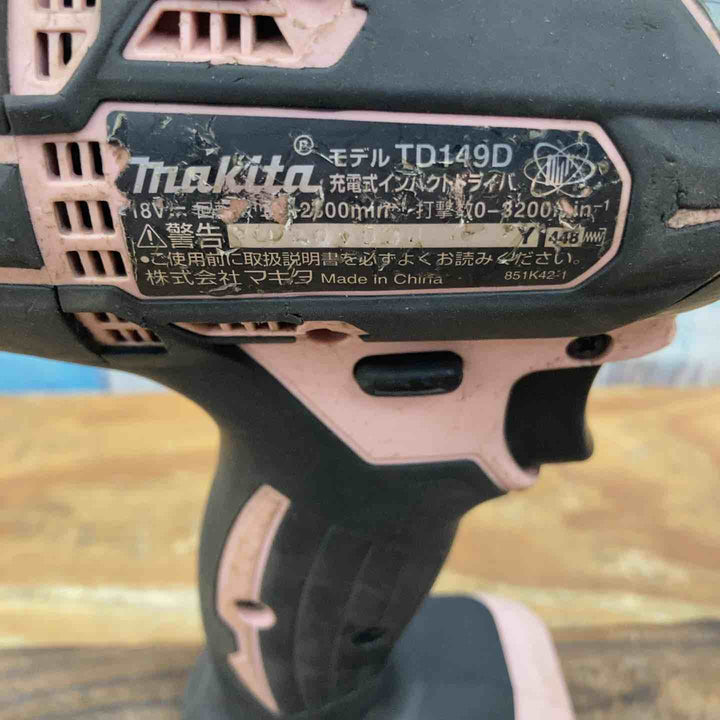 makita ® モデル TD149D
充電式インパクトドライバ
18V 打撃数0-3200min⁻¹
⚠警告 Y 448
•ご使用前に取扱説明書を必ずよくお読みください。
株式会社 マキタ Made in China 851K42-1